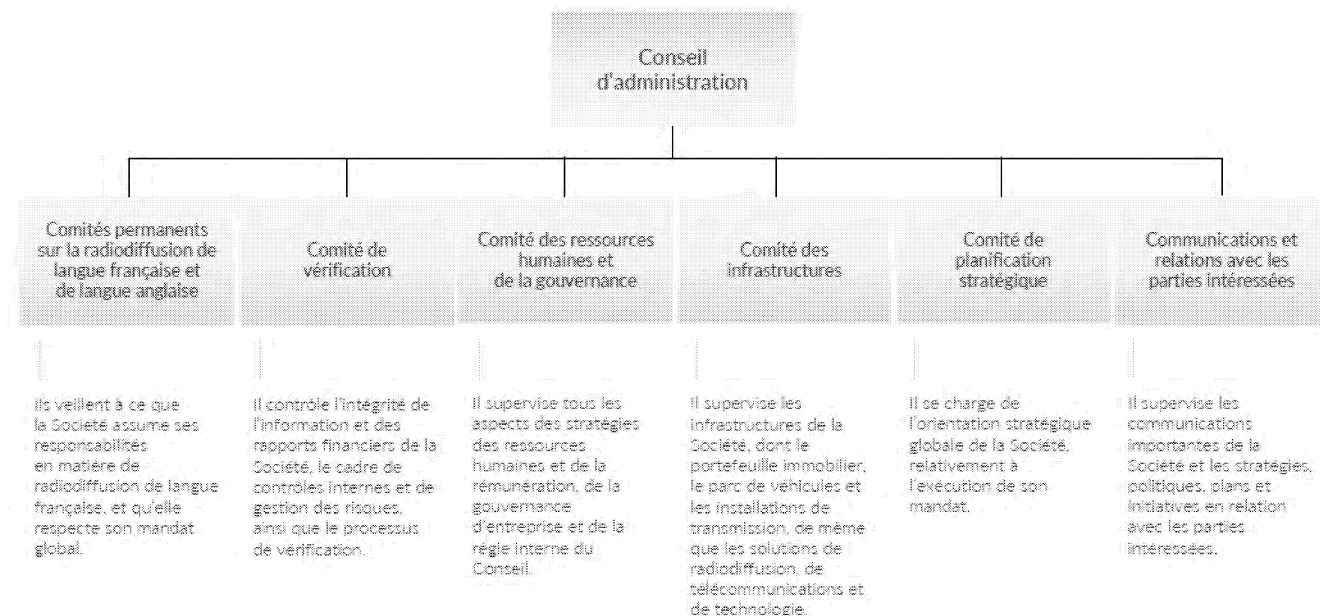 Conseil
d'administration
Comités permanents
sur la radiodiffusion de
langue française et
de langue anglaise
Comité de
vérification
Comité des ressources
humaines et
de la gouvernance
Comité des
infrastructures
Comité de
planification
stratégique
Communications et
relations avec les
parties intéressées
Ils veillent à ce que
la Société assume ses
responsabilités
en matière de
radiodiffusion de langue
française, et qu'elle
respecte son mandat
global.
Il contrôle l'intégrité de
l'information et des
rapports financiers de la
Société, le cadre de
contrôles internes et de
gestion des risques,
ainsi que le processus
de vérification.
Il supervise tous les
aspects des stratégies
des ressources
humaines et de la
rémunération, de la
gouvernance
d'entreprise et de la
régie interne du
Conseil.
Il supervise les
infrastructures de la
Société, dont le
portefeuille immobilier,
le parc de véhicules et
les installations de
transmission, de même
que les solutions de
radiodiffusion, de
télécommunications et
de technologie.
Il se charge de
l'orientation stratégique
globale de la Société,
relativement à
l'exécution de son
mandat.
Il supervise les
communications
importantes de la
Société et les stratégies,
politiques, plans et
initiatives en relation
avec les parties
intéressées.